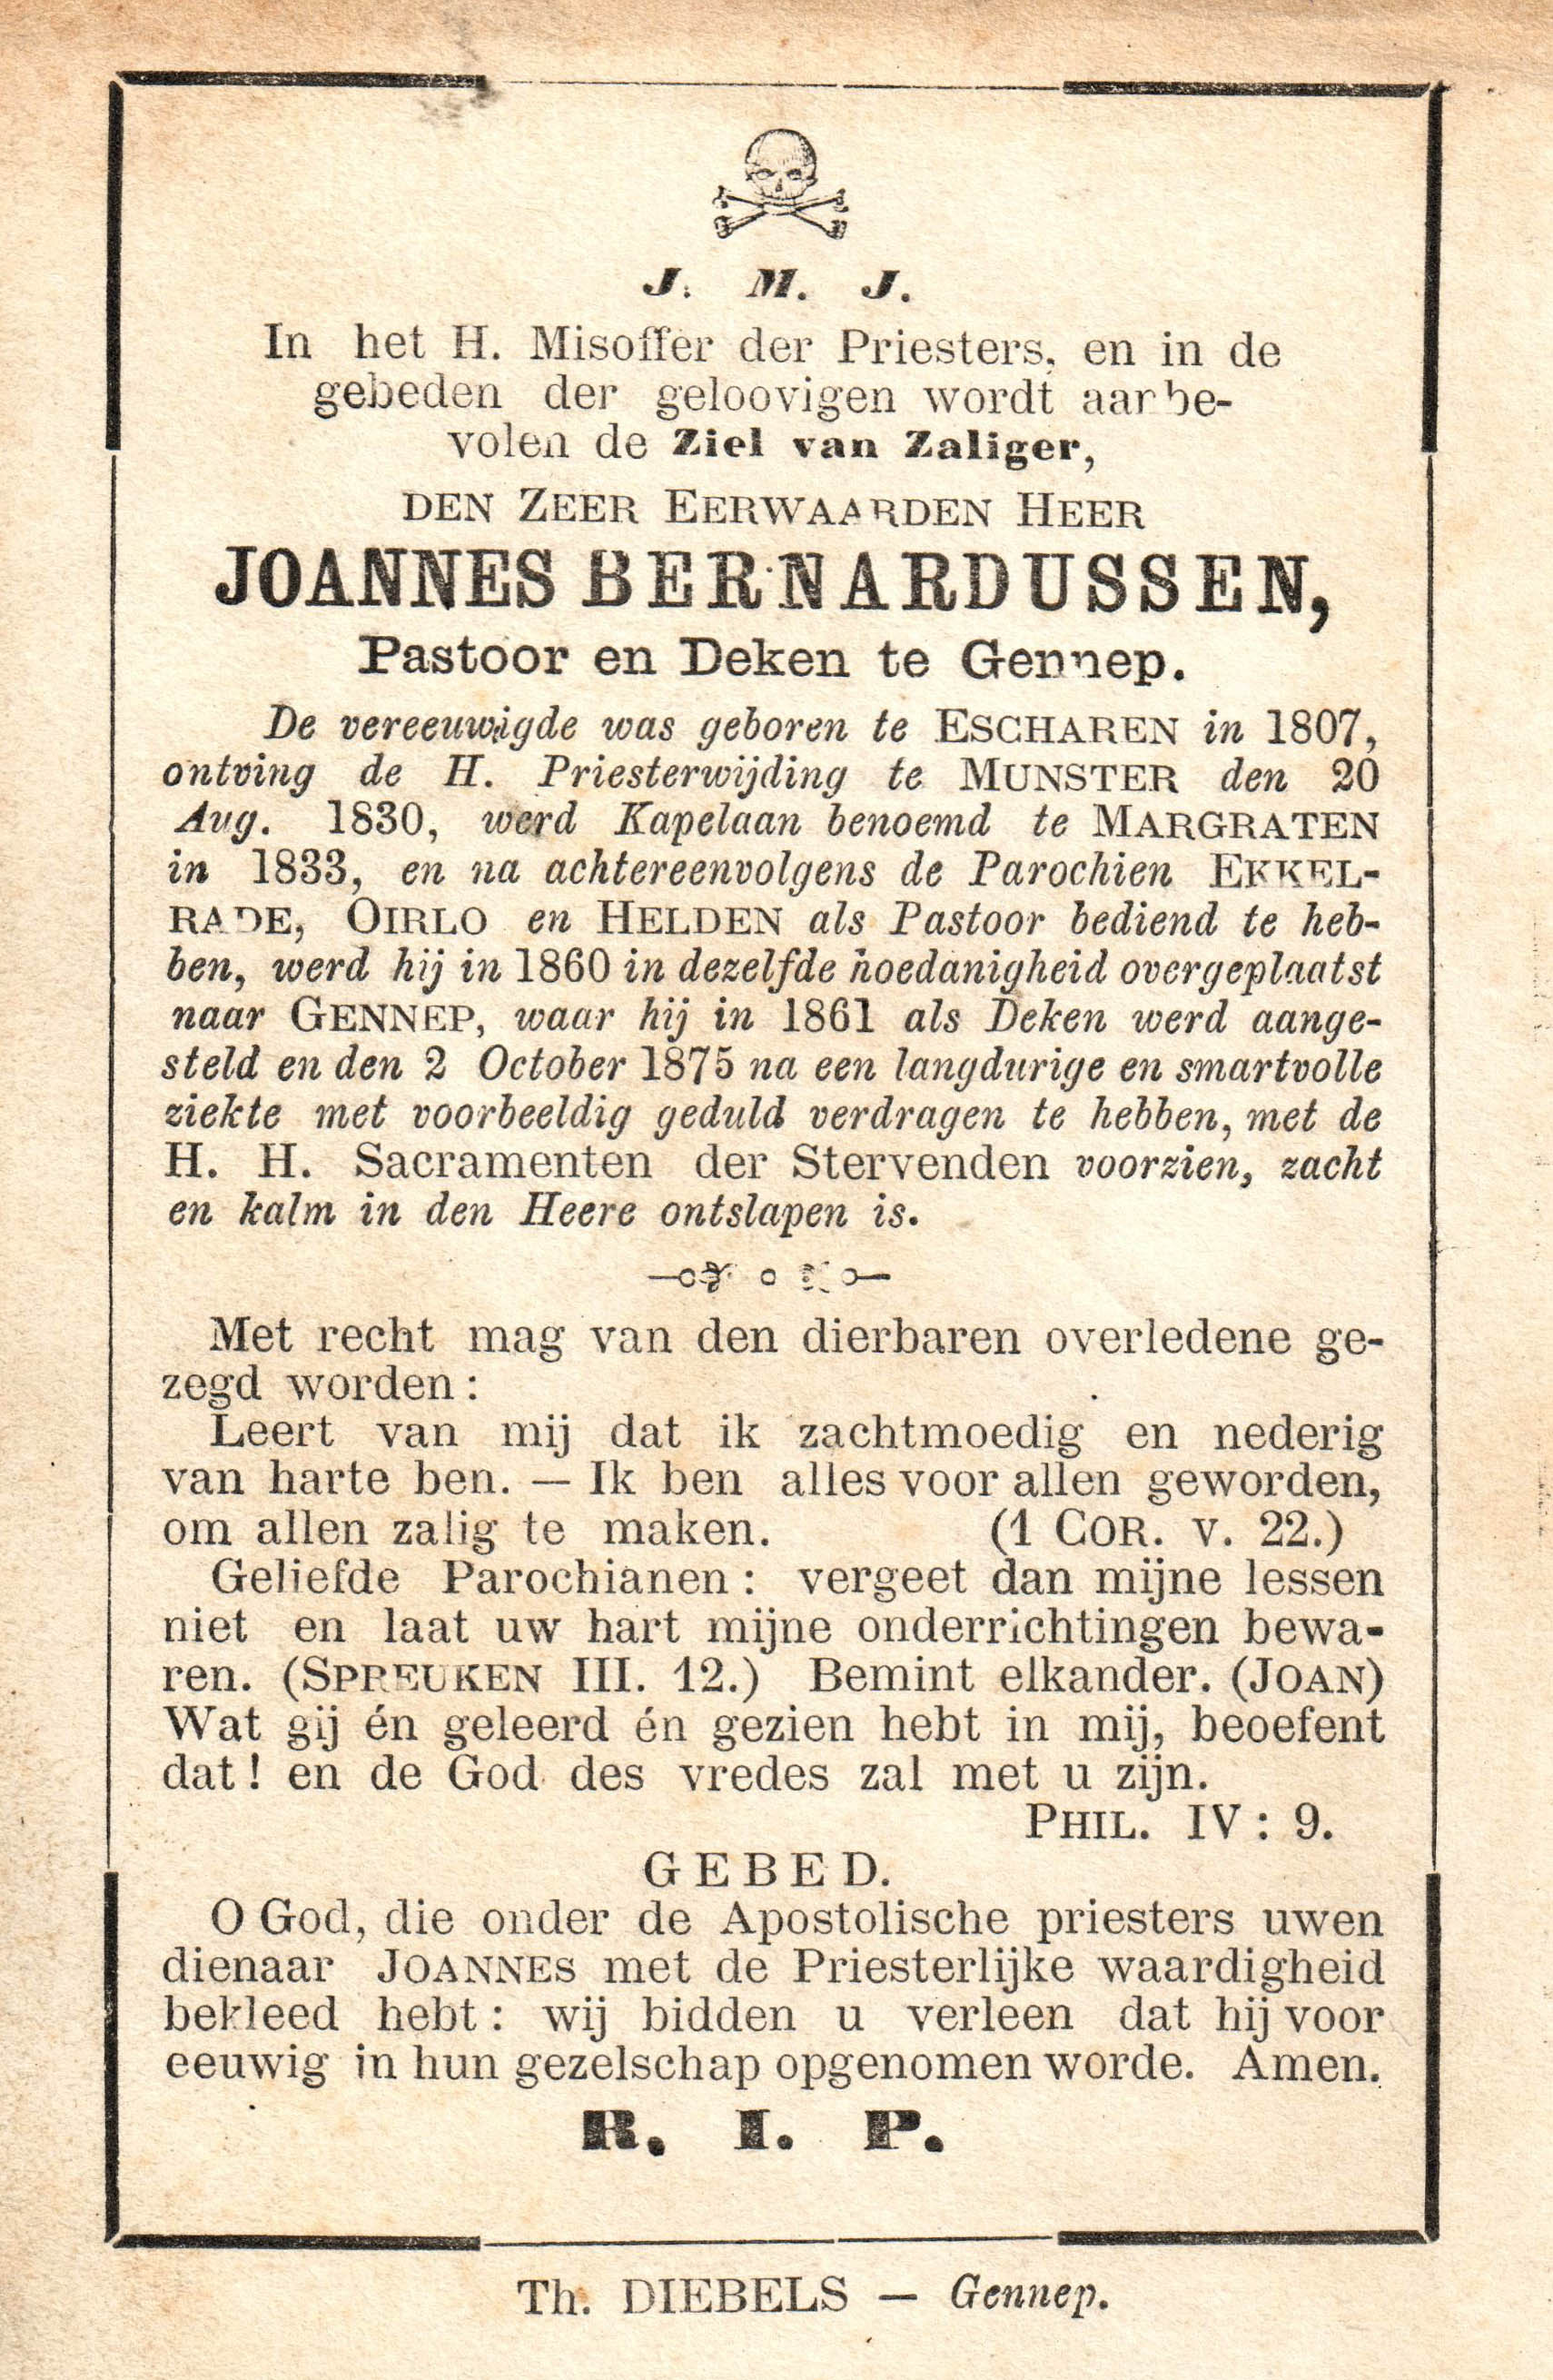 J. M. J.
In het H. Misoffer der Priesters, en in de
gebeden der geloovigen wordt aanbe-
volen de Ziel van Zaliger,
DEN ZEER EERWAARDEN HEER
JOANNES BERNARDUSSEN,
Pastoor en Deken te Gennep.
De vereeuwigde was geboren te ESCHAREN in 1807,
ontving de H. Priesterwijding te MUNSTER den 20
Aug. 1830, werd Kapelaan benoemd te MARGRATEN
in 1833, en na achtereenvolgens de Parochien EKKEL-
RADE, OIRLO en HELDEN als Pastoor bediend te heb-
ben, werd hij in 1860 in dezelfde hoedanigheid overgeplaatst
naar GENNEP, waar hij in 1861 als Deken werd aange-
steld en den 2 October 1875 na een langdurige en smartvolle
ziekte met voorbeeldig geduld verdragen te hebben, met de
H. H. Sacramenten der Stervenden voorzien, zacht
en kalm in den Heere ontslapen is.
Met recht mag van den dierbaren overledene ge-
zegd worden:
Leert van mij dat ik zachtmoedig en nederig
van harte ben. — Ik ben alles voor allen geworden,
om allen zalig te maken. (1 COR. V. 22.)
Geliefde Parochianen: vergeet dan mijne lessen
niet en laat uw hart mijne onderrichtingen bewa-
ren. (SPREUKEN III. 12.) Bemint elkander. (JOAN)
Wat gij én geleerd én gezien hebt in mij, beoefent
dat! en de God des vredes zal met u zijn.
PHIL. IV: 9.
GEBED.
O God, die onder de Apostolische priesters uwen
dienaar JOANNES met de Priesterlijke waardigheid
bekleed hebt: wij bidden u verleen dat hij voor
eeuwig in hun gezelschap opgenomen worde. Amen.
R. I. P.
Th. DIEBELS — Gennep.